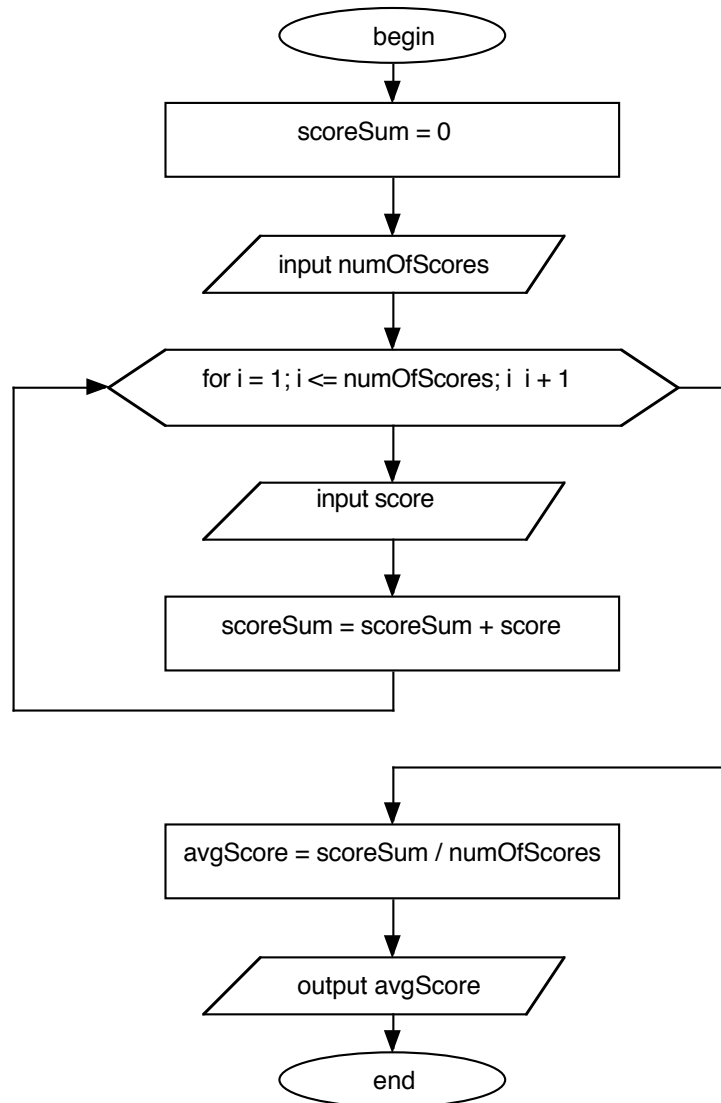 begin
scoreSum = 0
input numOfScores
for i = 1; i <= numOfScores; i  i + 1
input score
scoreSum = scoreSum + score
avgScore = scoreSum / numOfScores
output avgScore
end